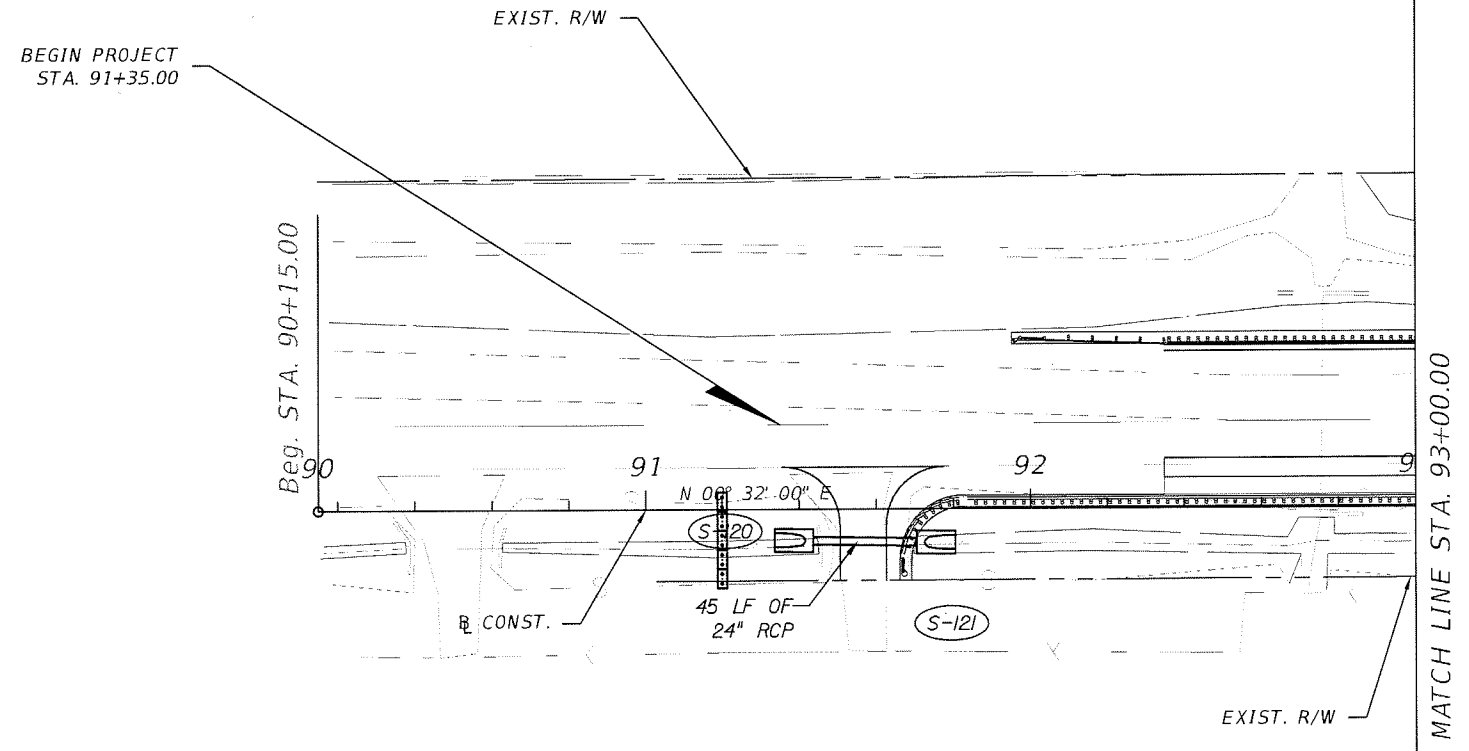 EXIST. R/W
BEGIN PROJECT
STA. 91+35.00
Beg. STA. 90+15.00
90
91
92
9
N 00° 32' 00" E
S-120
℄ CONST.
45 LF OF
24" RCP
S-121
EXIST. R/W
MATCH LINE STA. 93+00.00